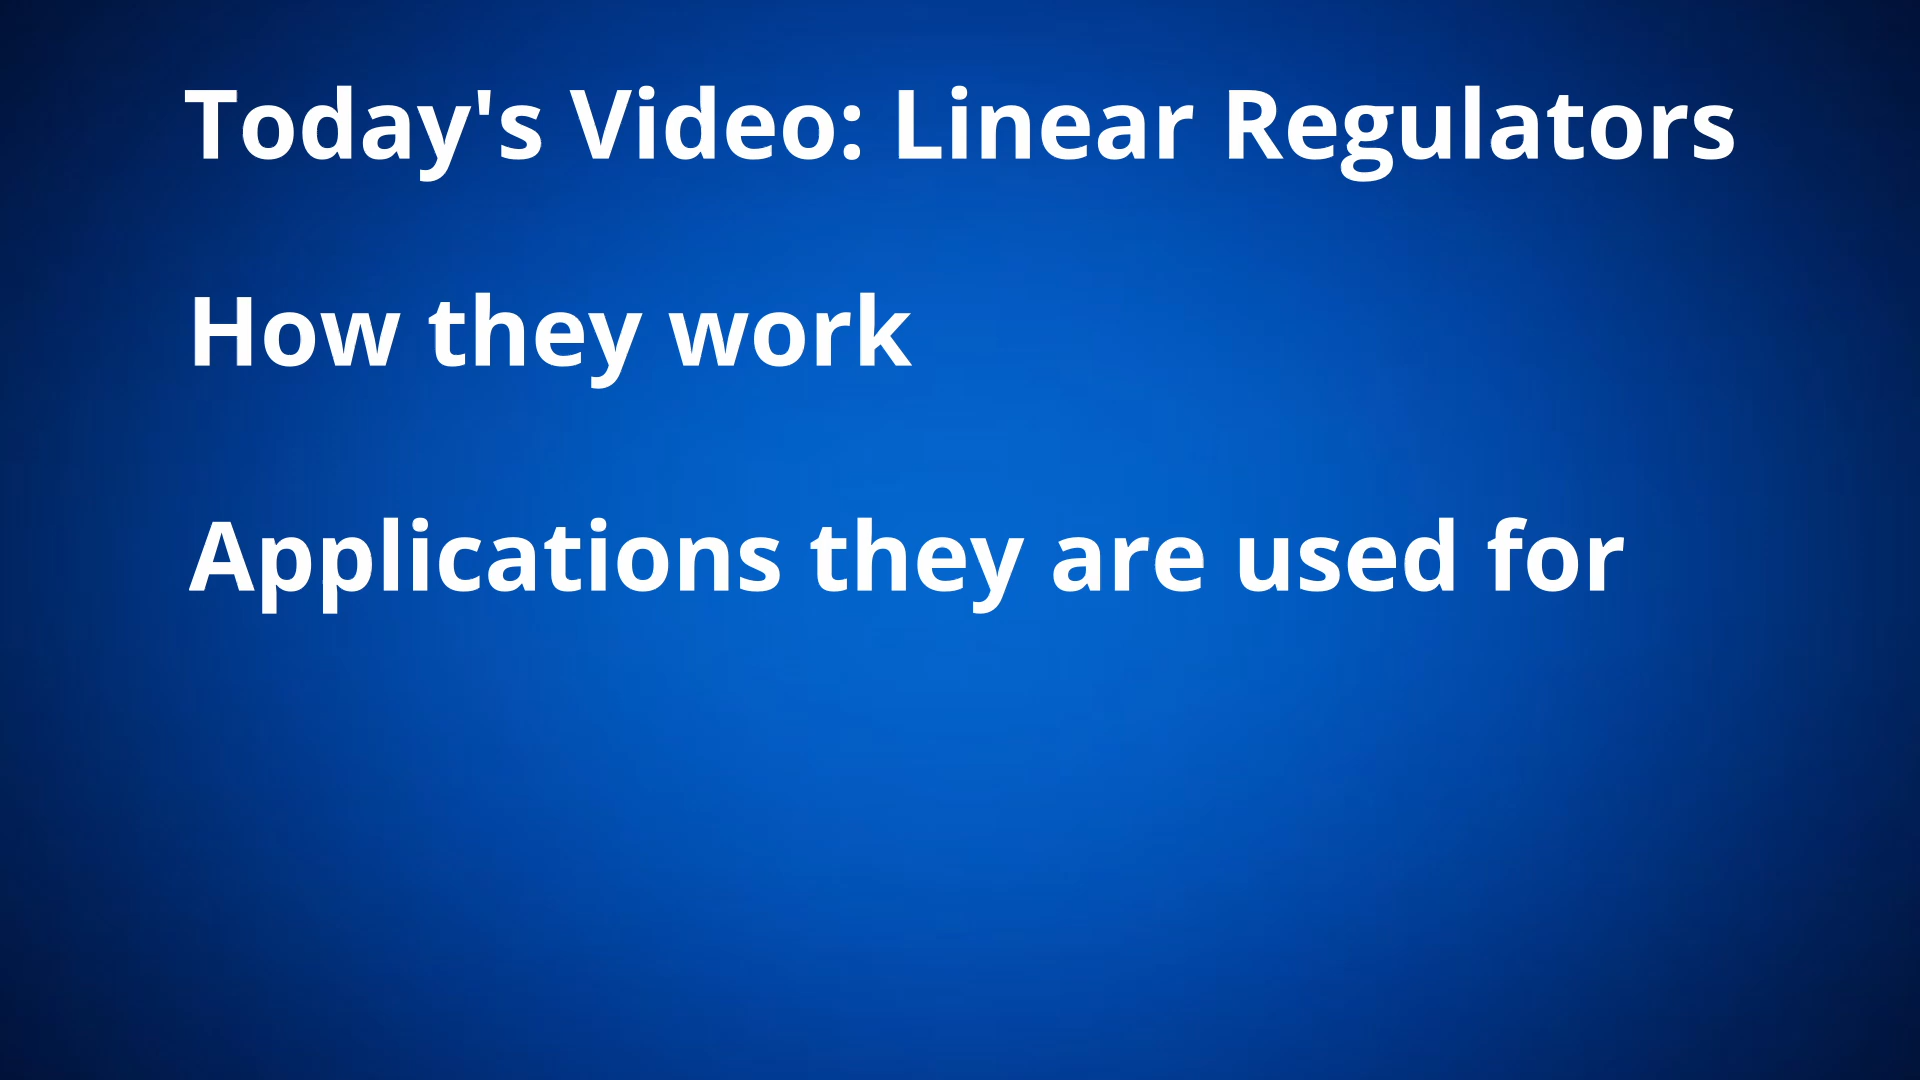 Today's Video: Linear Regulators
How they work
Applications they are used for